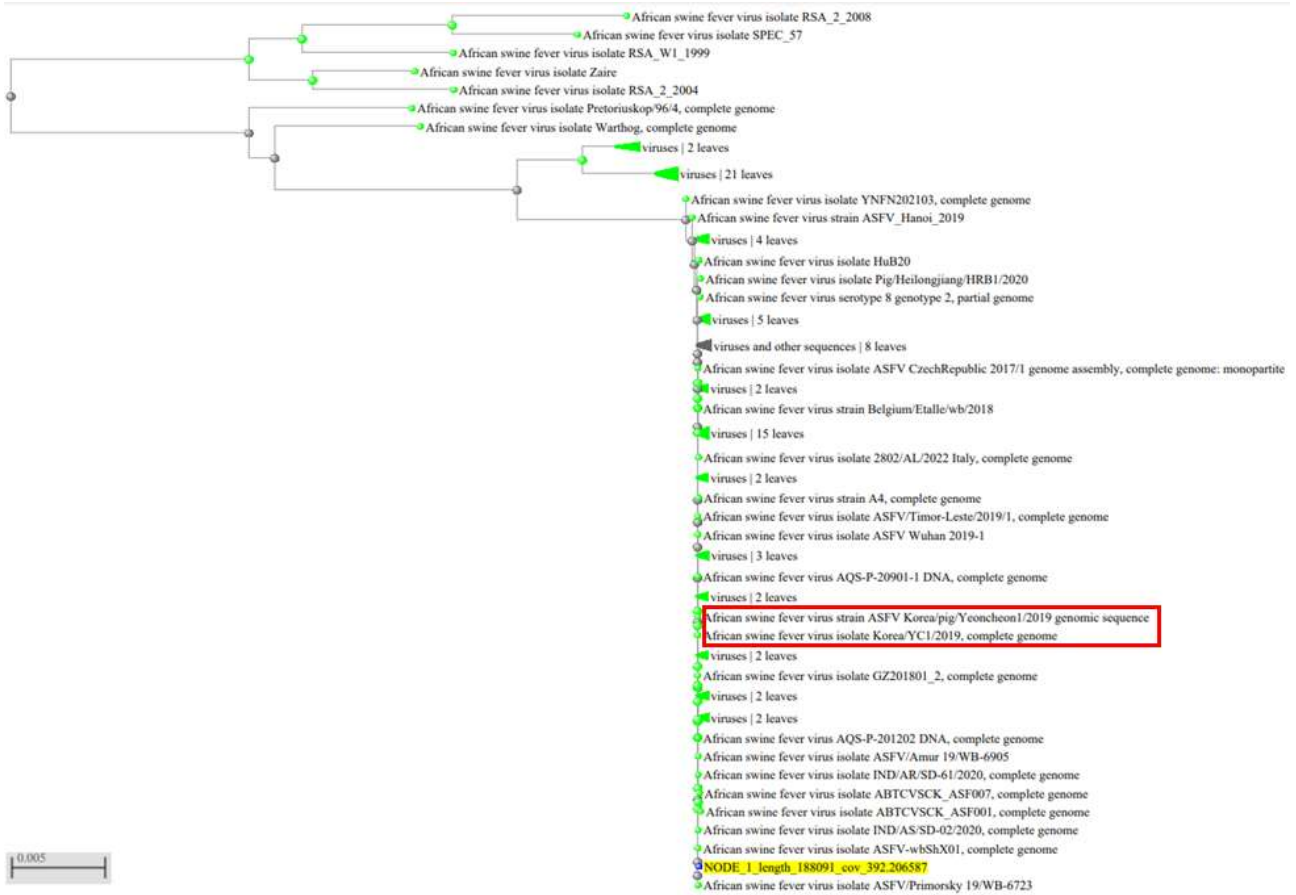 African swine fever virus isolate RSA_2_2008
African swine fever virus isolate SPEC_57
African swine fever virus isolate RSA_W1_1999
African swine fever virus isolate Zaire
African swine fever virus isolate RSA_2_2004
African swine fever virus isolate Pretoriuskop/96/4, complete genome
African swine fever virus isolate Warthog, complete genome
viruses | 2 leaves
viruses | 21 leaves
African swine fever virus isolate YNFN202103, complete genome
African swine fever virus strain ASFV_Hanoi_2019
viruses | 4 leaves
African swine fever virus isolate HuB20
African swine fever virus isolate Pig/Heilongjiang/HRB1/2020
African swine fever virus serotype 8 genotype 2, partial genome
viruses | 5 leaves
viruses and other sequences | 8 leaves
African swine fever virus isolate ASFV CzechRepublic 2017/1 genome assembly, complete genome: monopartite
viruses | 2 leaves
African swine fever virus strain Belgium/Etalle/wb/2018
viruses | 15 leaves
African swine fever virus isolate 2802/AL/2022 Italy, complete genome
viruses | 2 leaves
African swine fever virus strain A4, complete genome
African swine fever virus isolate ASFV/Timor-Leste/2019/1, complete genome
African swine fever virus isolate ASFV Wuhan 2019-1
viruses | 3 leaves
African swine fever virus AQS-P-20901-1 DNA, complete genome
viruses | 2 leaves
African swine fever virus strain ASFV Korea/pig/Yeoncheon1/2019 genomic sequence
African swine fever virus isolate Korea/YC1/2019, complete genome
viruses | 2 leaves
African swine fever virus isolate GZ201801_2, complete genome
viruses | 2 leaves
viruses | 2 leaves
African swine fever virus AQS-P-201202 DNA, complete genome
African swine fever virus isolate ASFV/Amur 19/WB-6905
African swine fever virus isolate IND/AR/SD-61/2020, complete genome
African swine fever virus isolate ABTCVSCK_ASF007, complete genome
African swine fever virus isolate ABTCVSCK_ASF001, complete genome
African swine fever virus isolate IND/AS/SD-02/2020, complete genome
African swine fever virus isolate ASFV-wbShX01, complete genome
NODE_1_length_188091_cov_392.206587
African swine fever virus isolate ASFV/Primorsky 19/WB-6723
0.005